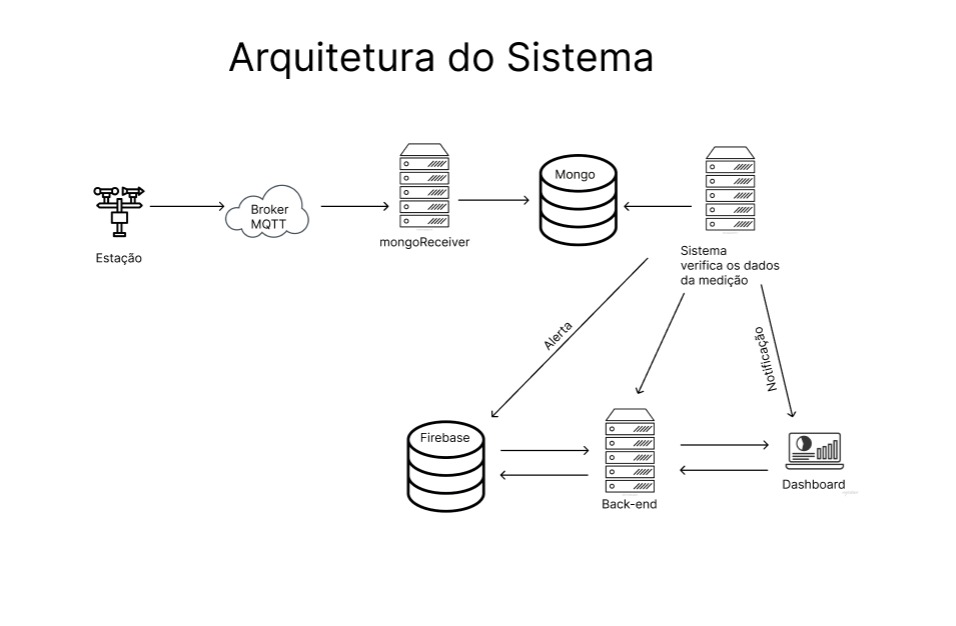 Arquitetura do Sistema
Mongo
Broker
MQTT
mongoReceiver
Estação
Sistema
verifica os dados
da medição
Alerta
Notificação
Firebase
Dashboard
Back-end